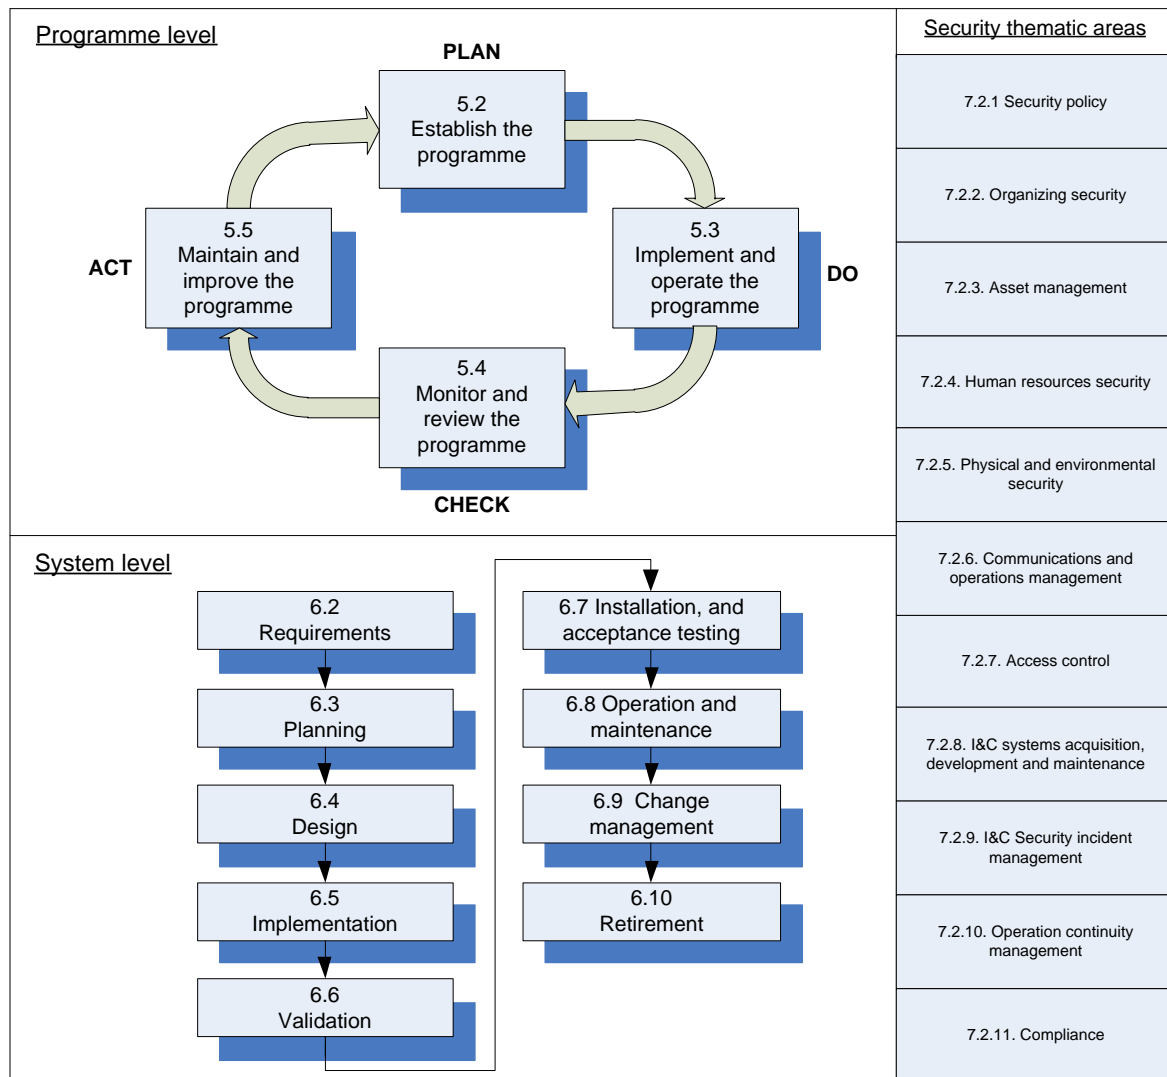 Programme level
PLAN
5.2
Establish the
programme
5.3
Implement and
operate the
programme
DO
5.5
Maintain and
improve the
programme
ACT
5.4
Monitor and
review the
programme
CHECK
System level
6.2
Requirements
6.3
Planning
6.4
Design
6.5
Implementation
6.6
Validation
6.7 Installation, and
acceptance testing
6.8 Operation and
maintenance
6.9 Change
management
6.10
Retirement
Security thematic areas
7.2.1 Security policy
7.2.2. Organizing security
7.2.3. Asset management
7.2.4. Human resources security
7.2.5. Physical and environmental
security
7.2.6. Communications and
operations management
7.2.7. Access control
7.2.8. I&C systems acquisition,
development and maintenance
7.2.9. I&C Security incident
management
7.2.10. Operation continuity
management
7.2.11. Compliance